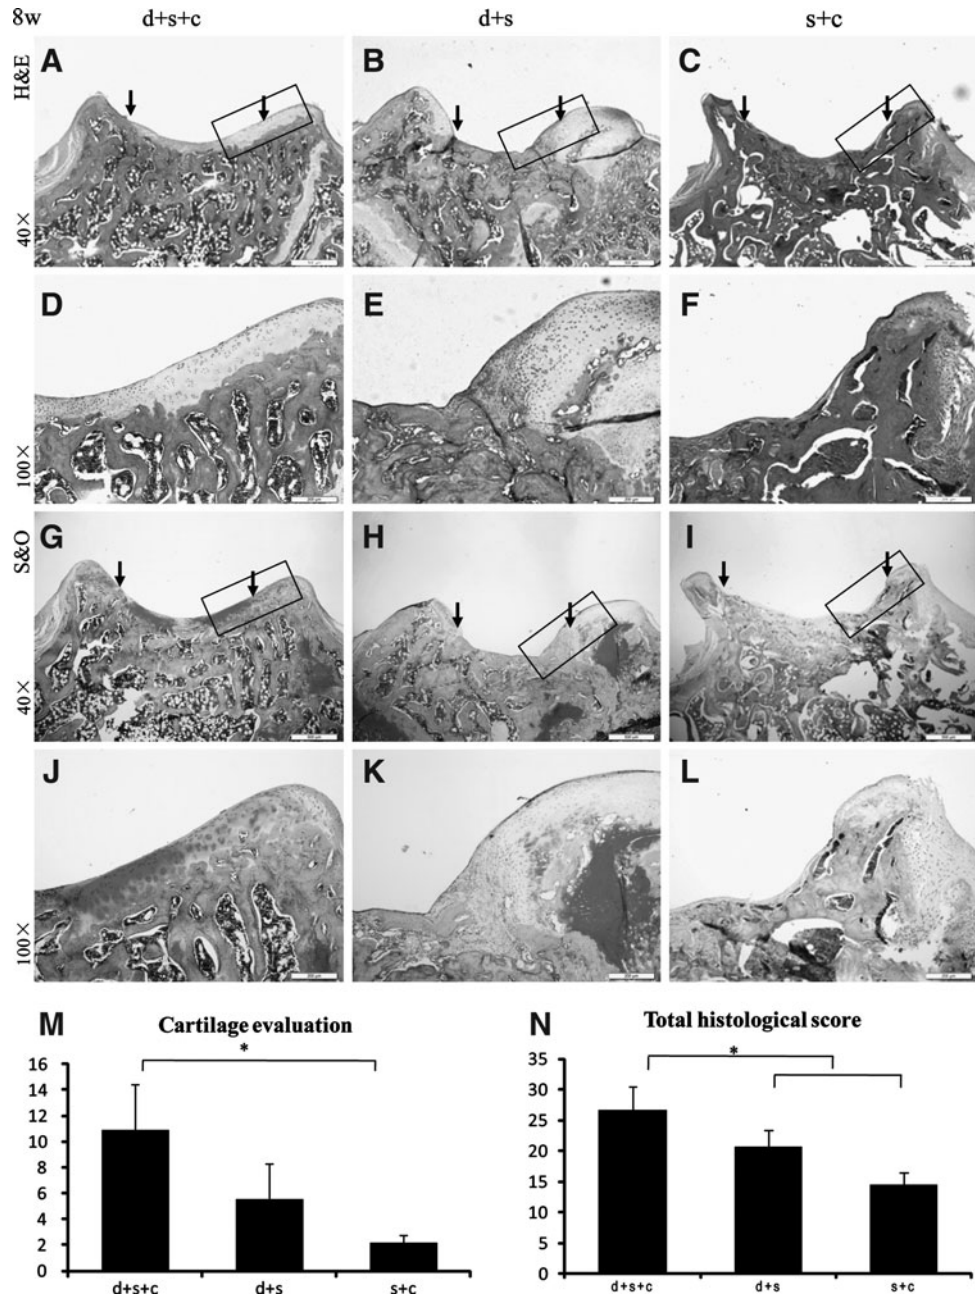 8w d+s+c d+s s+c
H&E
40×
A B C
100×
D E F
S&O
40×
G H I
100×
J K L
M Cartilage evaluation
*
16
14
12
10
8
6
4
2
0
d+s+c d+s s+c
N Total histological score
*
35
30
25
20
15
10
5
0
d+s+c d+s s+c